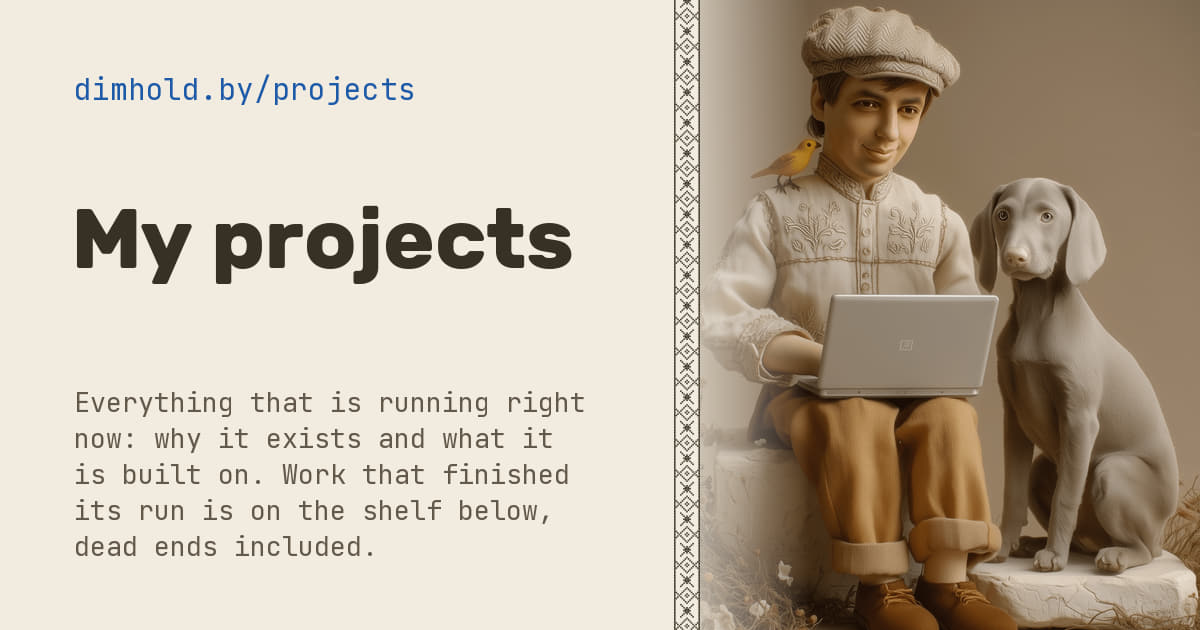 dimhold.by/projects
My projects
Everything that is running right
now: why it exists and what it
is built on. Work that finished
its run is on the shelf below,
dead ends included.